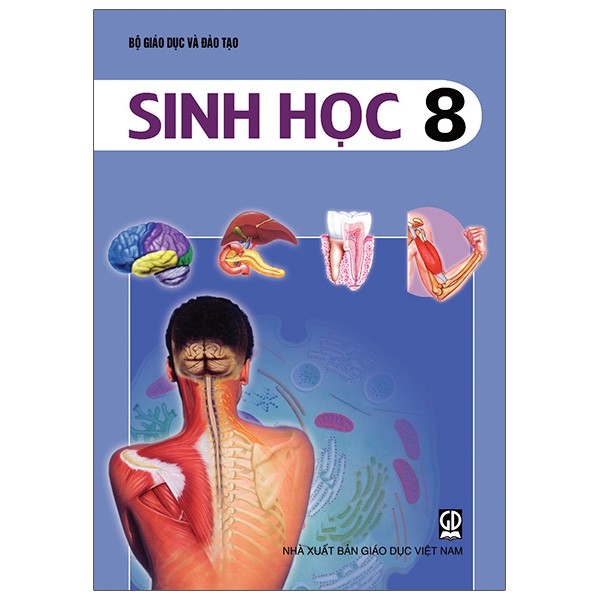 BỘ GIÁO DỤC VÀ ĐÀO TẠO
SINH HỌC 8
GD
NHÀ XUẤT BẢN GIÁO DỤC VIỆT NAM